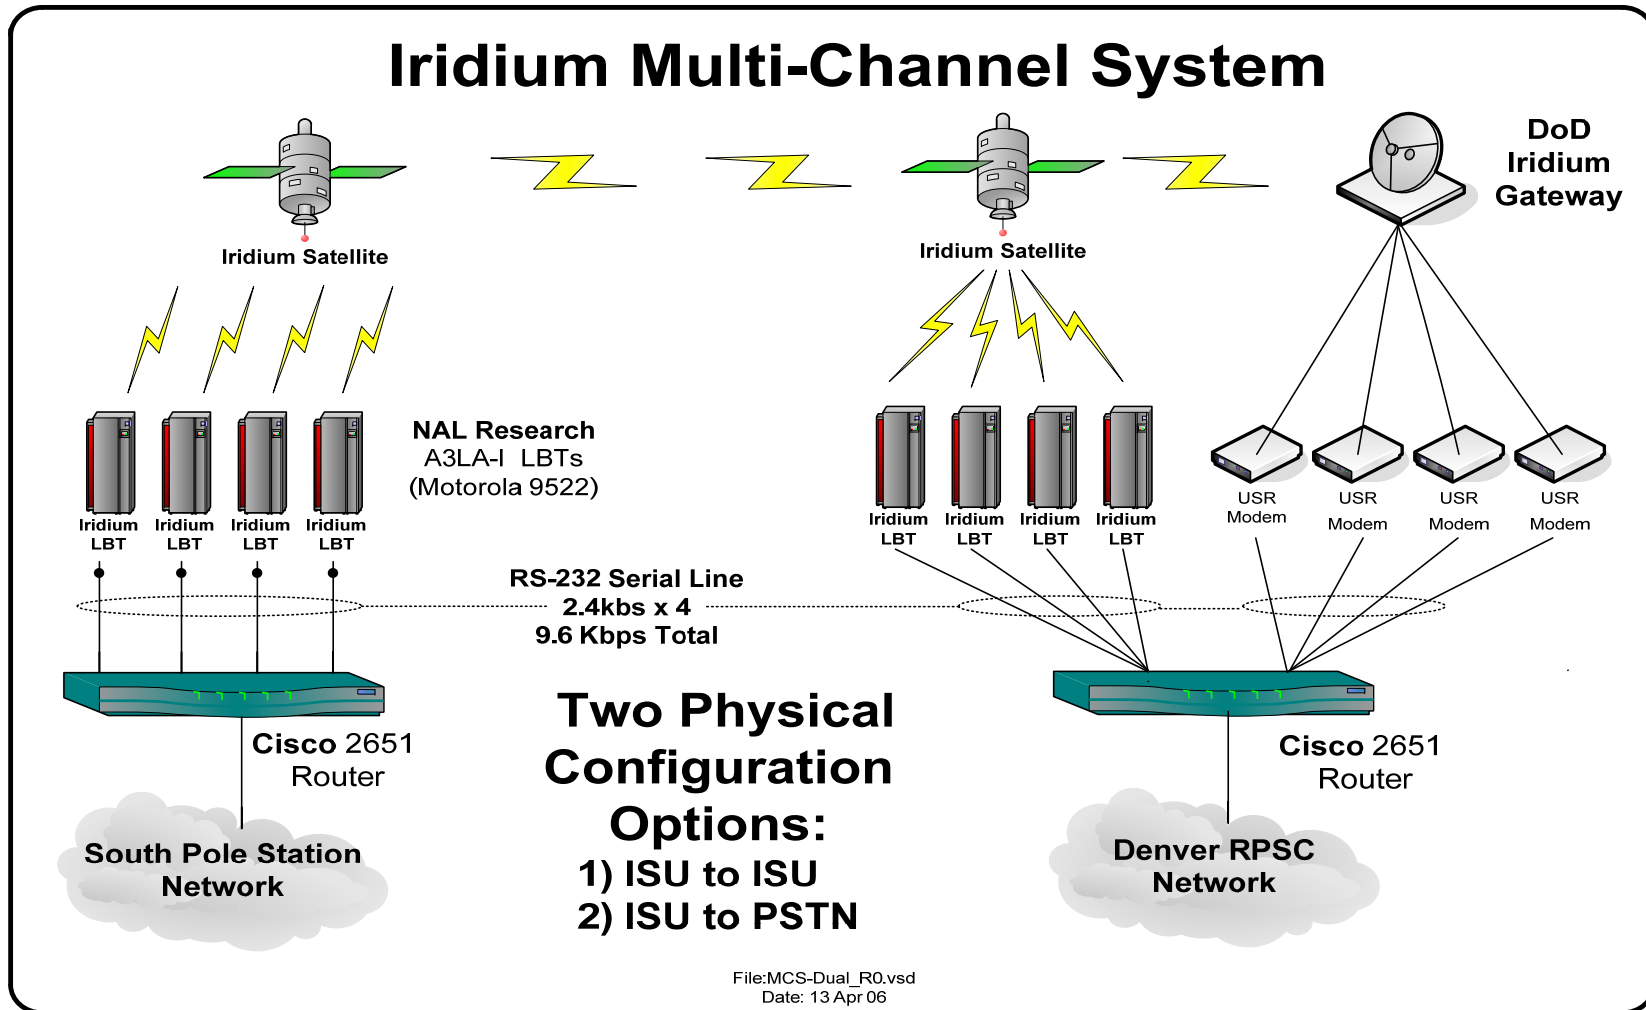 Iridium Multi-Channel System
DoD
Iridium
Gateway
Iridium Satellite
Iridium Satellite
NAL Research
A3LA-I LBTs
(Motorola 9522)
Iridium
LBT
Iridium
LBT
Iridium
LBT
Iridium
LBT
Iridium
LBT
Iridium
LBT
Iridium
LBT
Iridium
LBT
USR
Modem
USR
Modem
USR
Modem
USR
Modem
RS-232 Serial Line
2.4kbs x 4
9.6 Kbps Total
Cisco 2651
Router
South Pole Station
Network
Two Physical
Configuration
Options:
1) ISU to ISU
2) ISU to PSTN
Cisco 2651
Router
Denver RPSC
Network
File:MCS-Dual_R0.vsd
Date: 13 Apr 06